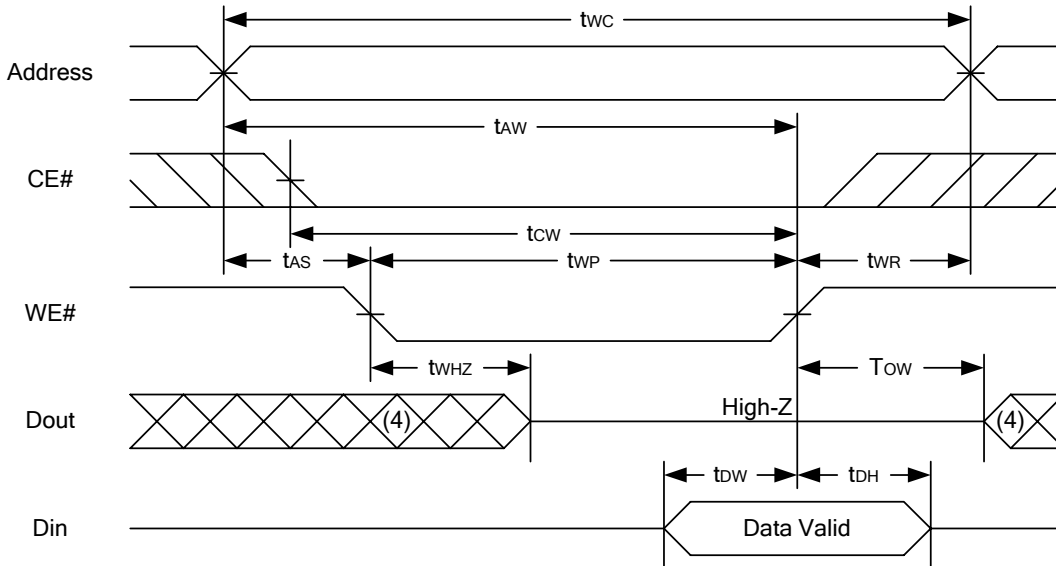 tWC
Address
tAW
CE#
tCW
tAS tWP tWR
WE#
tWHZ TOW
Dout (4) High-Z (4)
tDW tDH
Din Data Valid